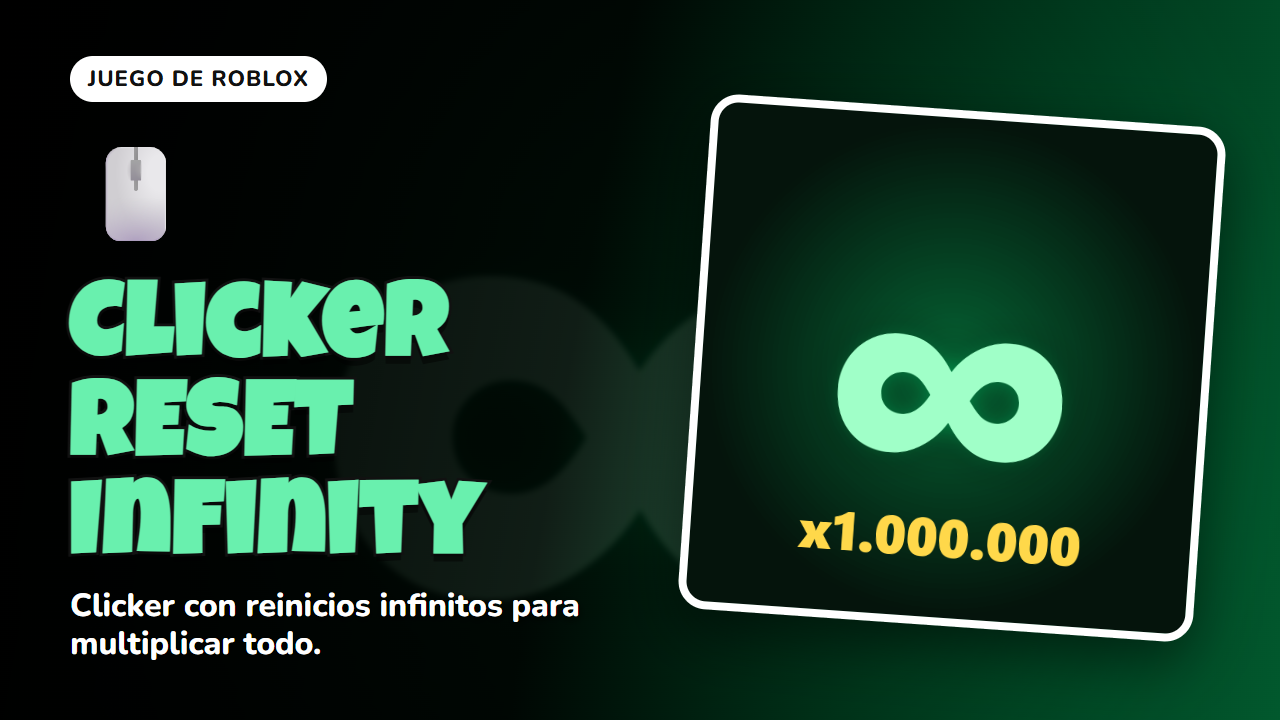 JUEGO DE ROBLOX
CLICKER
RESET
INFINITY
Clicker con reinicios infinitos para
multiplicar todo.
∞
x1.000.000